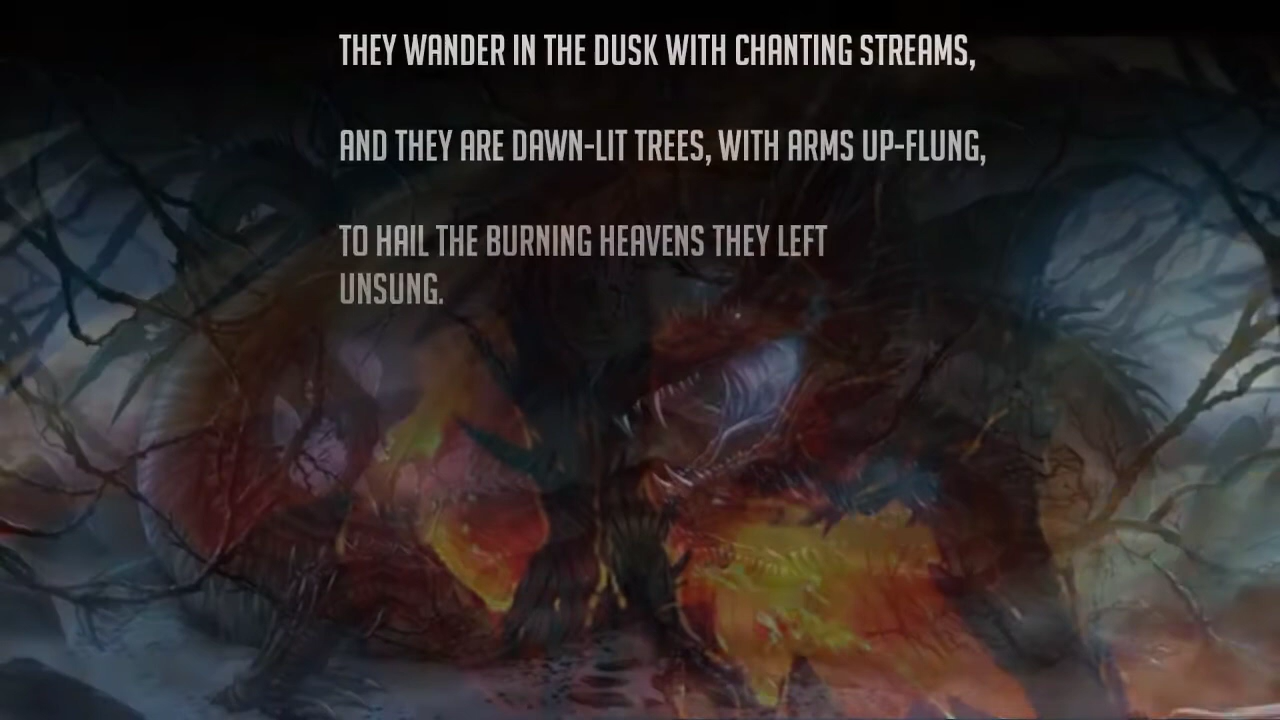 THEY WANDER IN THE DUSK WITH CHANTING STREAMS,
AND THEY ARE DAWN-LIT TREES, WITH ARMS UP-FLUNG,
TO HAIL THE BURNING HEAVENS THEY LEFT
UNSUNG.